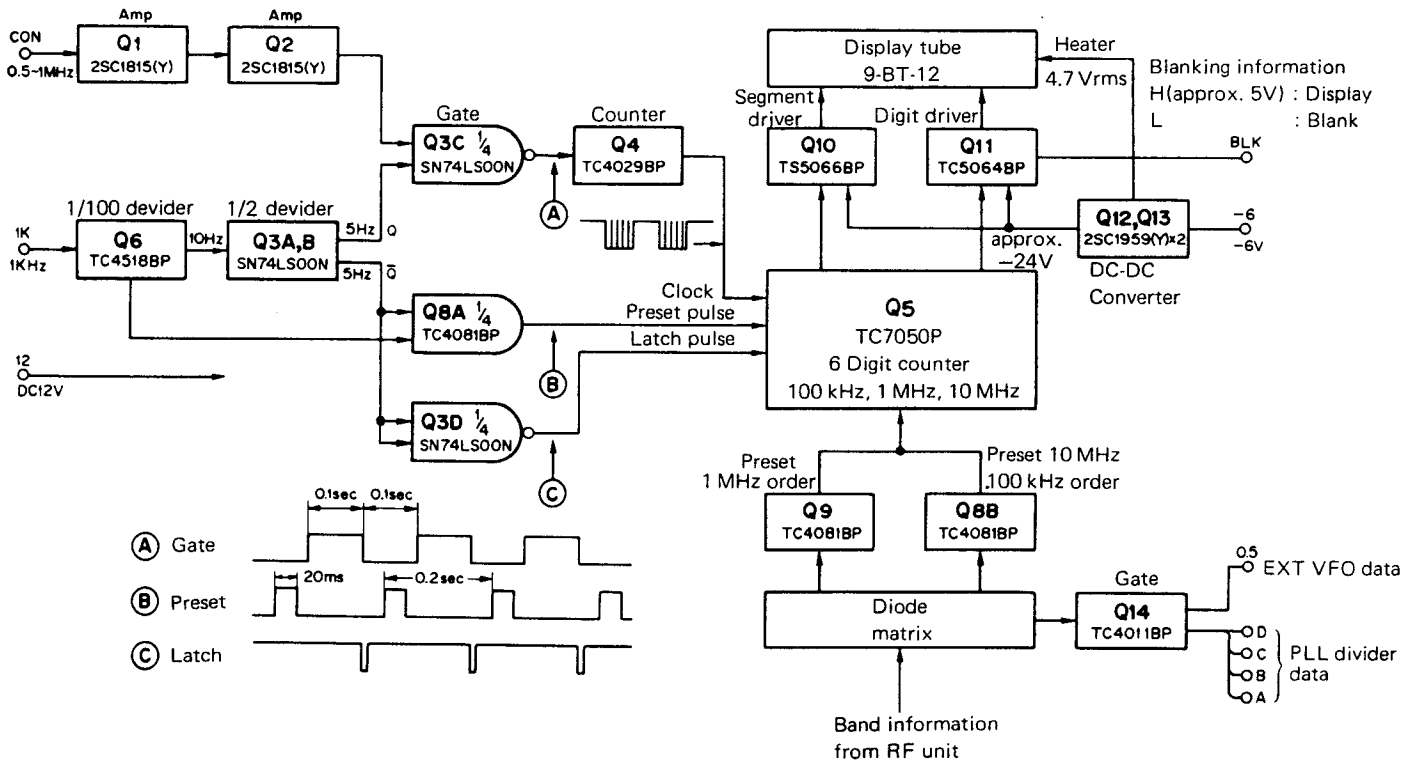 CON
0.5~1MHz
Amp
Q1
2SC1815(Y)
Amp
Q2
2SC1815(Y)
Gate
Q3C 1/4
SN74LS00N
A
Counter
Q4
TC4029BP
1K
1KHz
1/100 devider
Q6
TC4518BP
10Hz
1/2 devider
Q3A,B
SN74LS00N
5Hz Q
5Hz Q̅
Q8A 1/4
TC4081BP
B
12
DC12V
Q3D 1/4
SN74LS00N
C
Clock
Preset pulse
Latch pulse
Display tube
9-BT-12
Heater
4.7 Vrms
Segment
driver
Q10
TS5066BP
Digit driver
Q11
TC5064BP
Blanking information
H(approx. 5V) : Display
L : Blank
BLK
Q12,Q13
2SC1959(Y)×2
DC-DC
Converter
-6
-6V
approx.
-24V
Q5
TC7050P
6 Digit counter
100 kHz, 1 MHz, 10 MHz
Preset
1 MHz order
Q9
TC4081BP
Preset 10 MHz
.100 kHz order
Q8B
TC4081BP
Diode
matrix
Gate
Q14
TC4011BP
0.5
EXT VFO data
D
C
B
A
PLL divider
data
Band information
from RF unit
0.1sec 0.1sec
A Gate
20ms 0.2sec
B Preset
C Latch